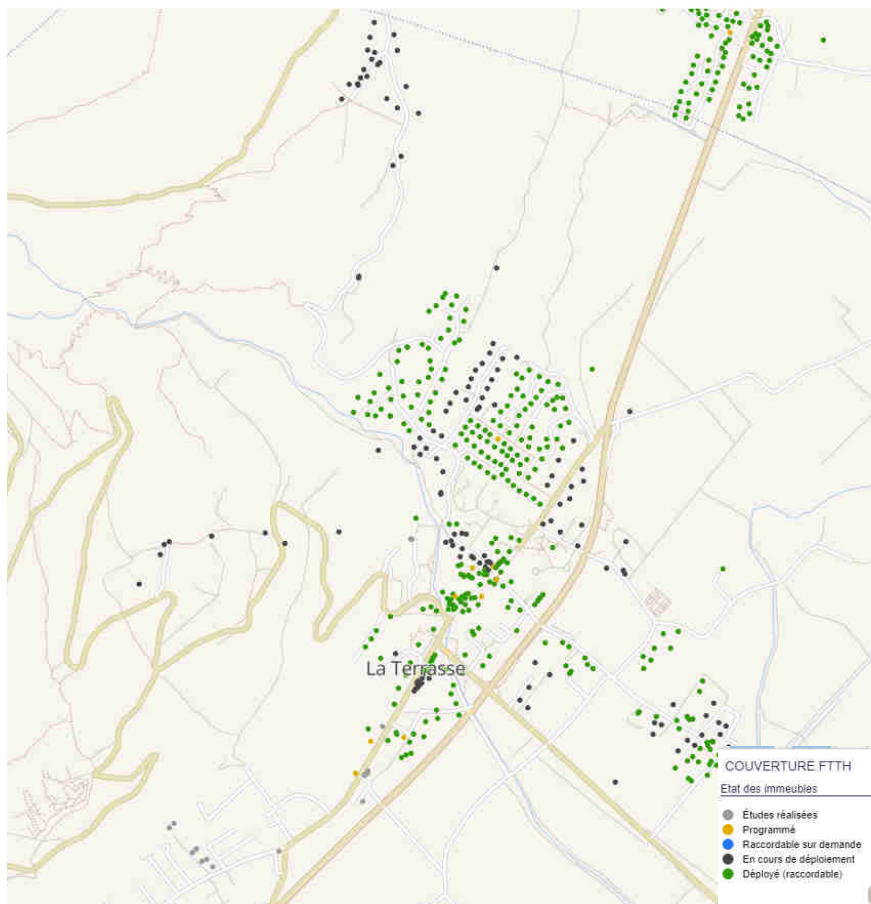 La Terrasse
COUVERTURE FTTH
Etat des immeubles
Études réalisées
Programmé
Raccordable sur demande
En cours de déploiement
Déployé (raccordable)